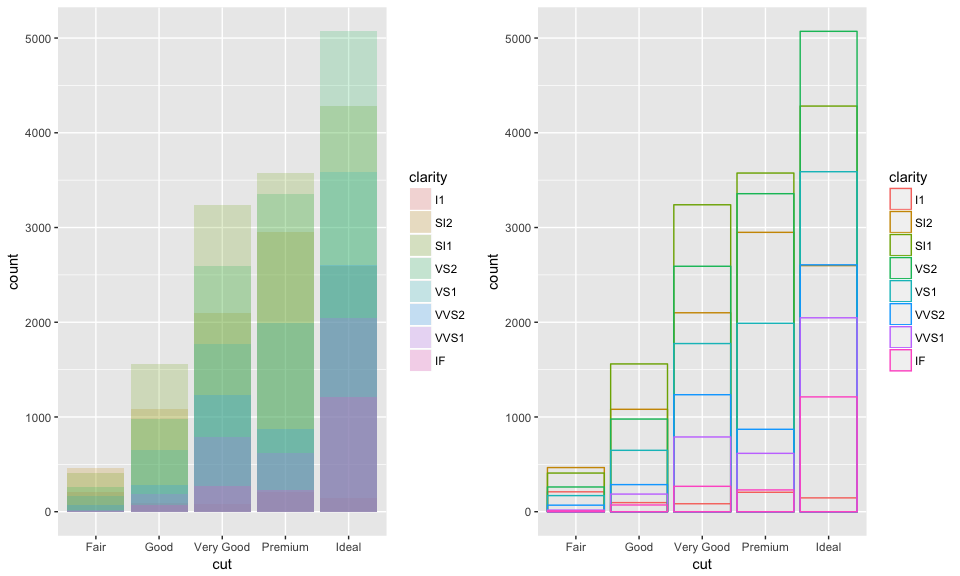 count
5000
4000
3000
2000
1000
0
Fair
Good
Very Good
Premium
Ideal
cut
clarity
I1
SI2
SI1
VS2
VS1
VVS2
VVS1
IF
count
5000
4000
3000
2000
1000
0
Fair
Good
Very Good
Premium
Ideal
cut
clarity
I1
SI2
SI1
VS2
VS1
VVS2
VVS1
IF